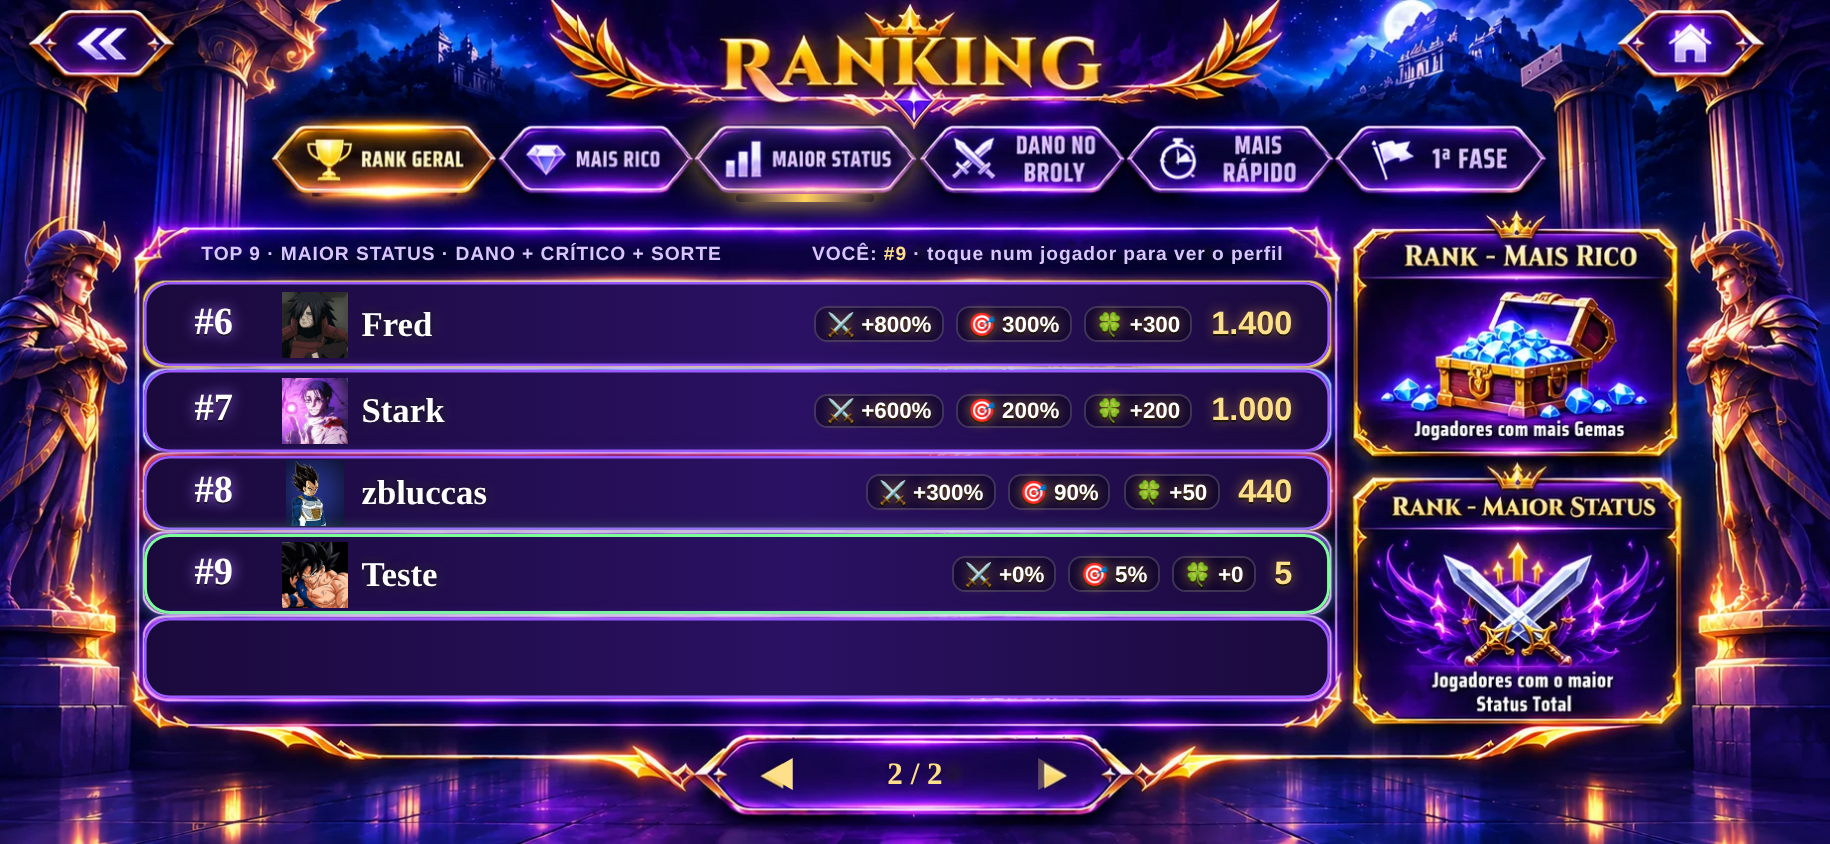 RANKING
RANK GERAL
MAIS RICO
MAIOR STATUS
DANO NO
BROLY
MAIS
RÁPIDO
1ª FASE
TOP 9 · MAIOR STATUS · DANO + CRÍTICO + SORTE
VOCÊ: #9 · toque num jogador para ver o perfil
#6 Fred +800% 300% +300 1.400
#7 Stark +600% 200% +200 1.000
#8 zbluccas +300% 90% +50 440
#9 Teste +0% 5% +0 5
2 / 2
RANK - MAIS RICO
Jogadores com mais Gemas
RANK - MAIOR STATUS
Jogadores com o maior
Status Total